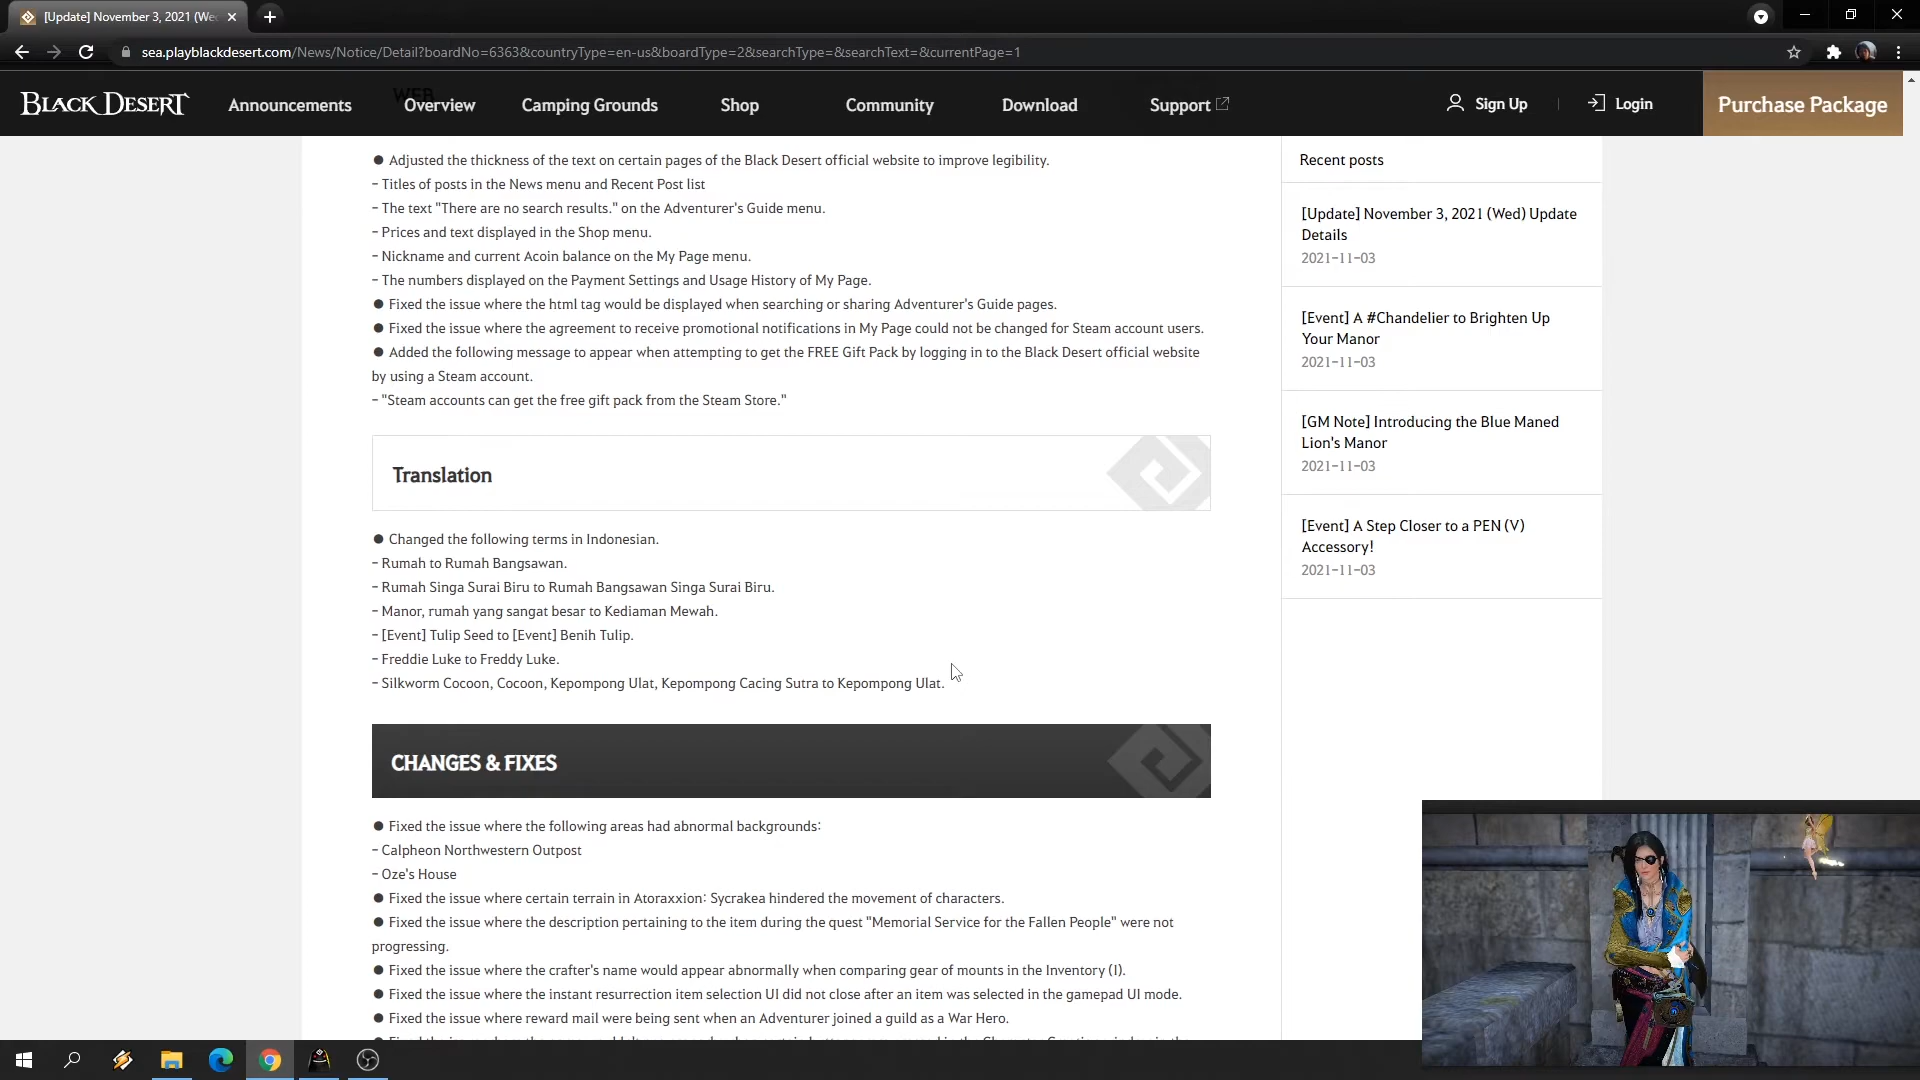 [Update] November 3, 2021 (We
sea.playblackdesert.com/News/Notice/Detail?boardNo=6363&countryType=en-us&boardType=2&searchType=&searchText=&currentPage=1
BLACK DESERT
Announcements
WEB
Overview
Camping Grounds
Shop
Community
Download
Support
Sign Up
Login
Purchase Package
● Adjusted the thickness of the text on certain pages of the Black Desert official website to improve legibility.
- Titles of posts in the News menu and Recent Post list
- The text "There are no search results." on the Adventurer's Guide menu.
- Prices and text displayed in the Shop menu.
- Nickname and current Acoin balance on the My Page menu.
- The numbers displayed on the Payment Settings and Usage History of My Page.
● Fixed the issue where the html tag would be displayed when searching or sharing Adventurer's Guide pages.
● Fixed the issue where the agreement to receive promotional notifications in My Page could not be changed for Steam account users.
● Added the following message to appear when attempting to get the FREE Gift Pack by logging in to the Black Desert official website
by using a Steam account.
- "Steam accounts can get the free gift pack from the Steam Store."
Translation
● Changed the following terms in Indonesian.
- Rumah to Rumah Bangsawan.
- Rumah Singa Surai Biru to Rumah Bangsawan Singa Surai Biru.
- Manor, rumah yang sangat besar to Kediaman Mewah.
- [Event] Tulip Seed to [Event] Benih Tulip.
- Freddie Luke to Freddy Luke.
- Silkworm Cocoon, Cocoon, Kepompong Ulat, Kepompong Cacing Sutra to Kepompong Ulat.
CHANGES & FIXES
● Fixed the issue where the following areas had abnormal backgrounds:
- Calpheon Northwestern Outpost
- Oze's House
● Fixed the issue where certain terrain in Atoraxxion: Sycrakea hindered the movement of characters.
● Fixed the issue where the description pertaining to the item during the quest "Memorial Service for the Fallen People" were not
progressing.
● Fixed the issue where the crafter's name would appear abnormally when comparing gear of mounts in the Inventory (I).
● Fixed the issue where the instant resurrection item selection UI did not close after an item was selected in the gamepad UI mode.
● Fixed the issue where reward mail were being sent when an Adventurer joined a guild as a War Hero.
Recent posts
[Update] November 3, 2021 (Wed) Update
Details
2021-11-03
[Event] A #Chandelier to Brighten Up
Your Manor
2021-11-03
[GM Note] Introducing the Blue Maned
Lion's Manor
2021-11-03
[Event] A Step Closer to a PEN (V)
Accessory!
2021-11-03